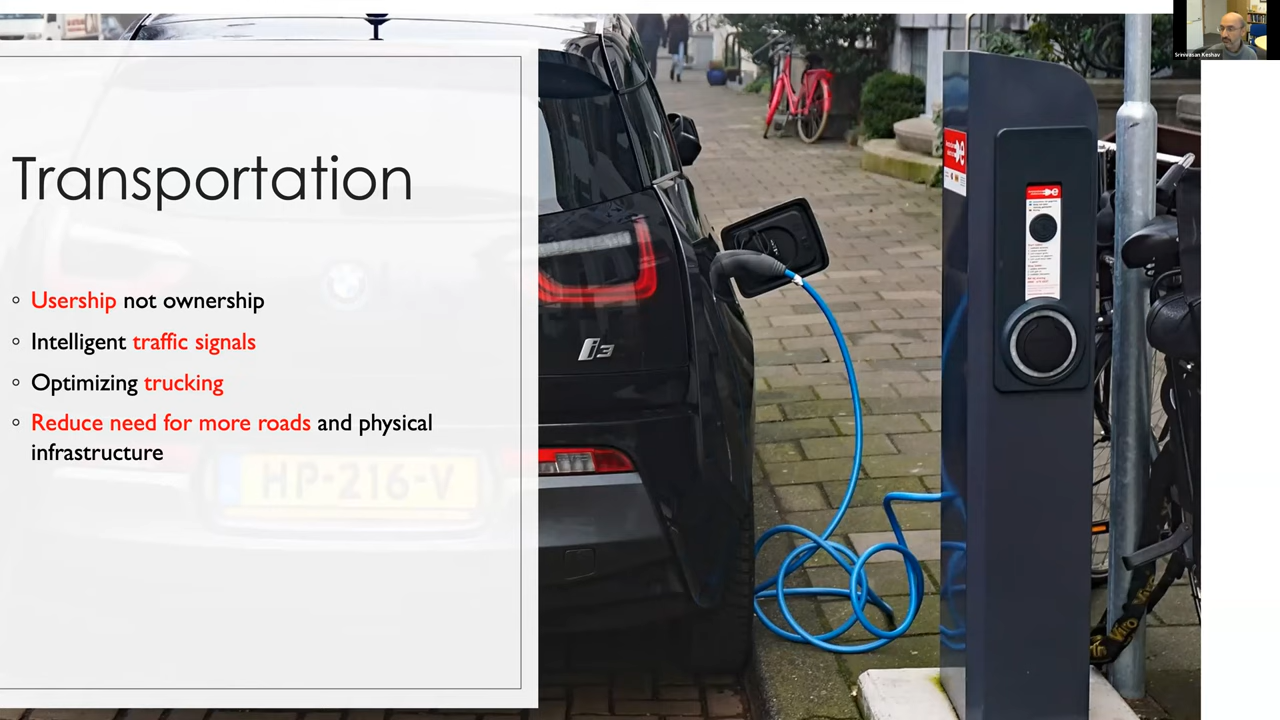 Srinivasan Keshav
Transportation
Usership not ownership
Intelligent traffic signals
Optimizing trucking
Reduce need for more roads and physical
infrastructure
HP-216-V
i3
e
e